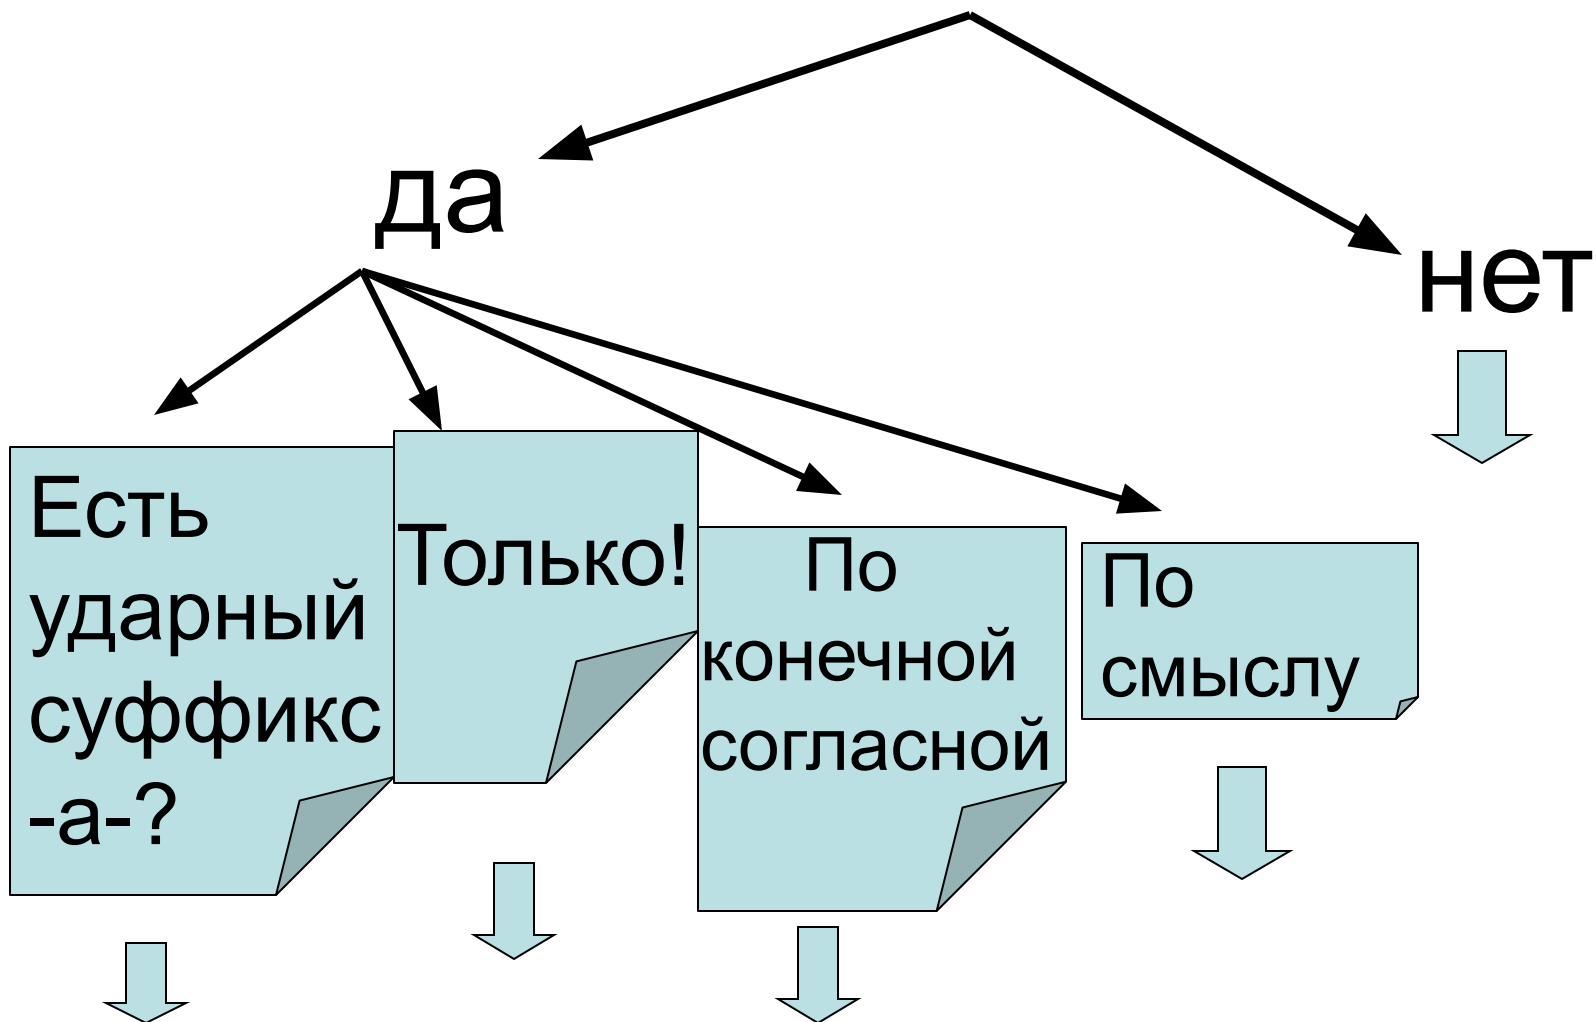 да
нет
Есть
ударный
суффикс
-а-?
Только!
По
конечной
согласной
По
смыслу